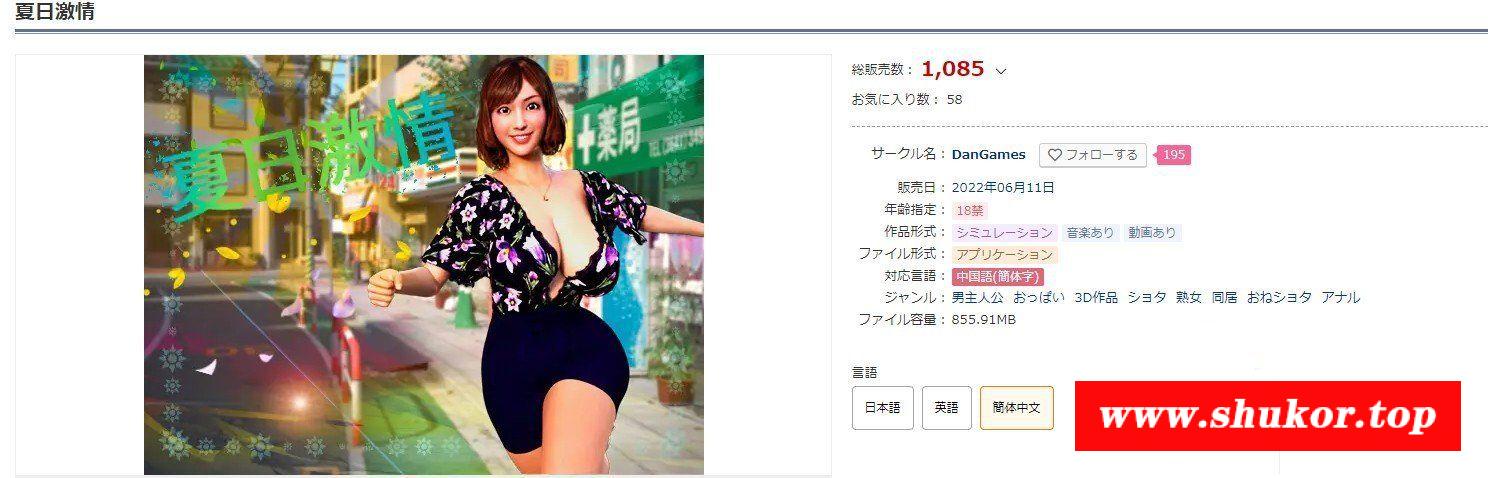 夏日激情
夏日激情
薬局
総販売数： 1,085
お気に入り数： 58
サークル名： DanGames フォローする 195
販売日： 2022年06月11日
年齢指定： 18禁
作品形式： シミュレーション 音楽あり 動画あり
ファイル形式： アプリケーション
対応言語： 中国語(簡体字)
ジャンル： 男主人公 おっぱい 3D作品 ショタ 熟女 同居 おねショタ アナル
ファイル容量： 855.91MB
言語
日本語 英語 簡体中文
www.shukor.top